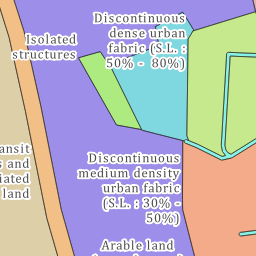 Discontinuous
dense urban
fabric (S.L. :
50% - 80%)
Isolated
structures
ansit
s and
iated
land
Discontinuous
medium density
urban fabric
(S.L. : 30% -
50%)
Arable land